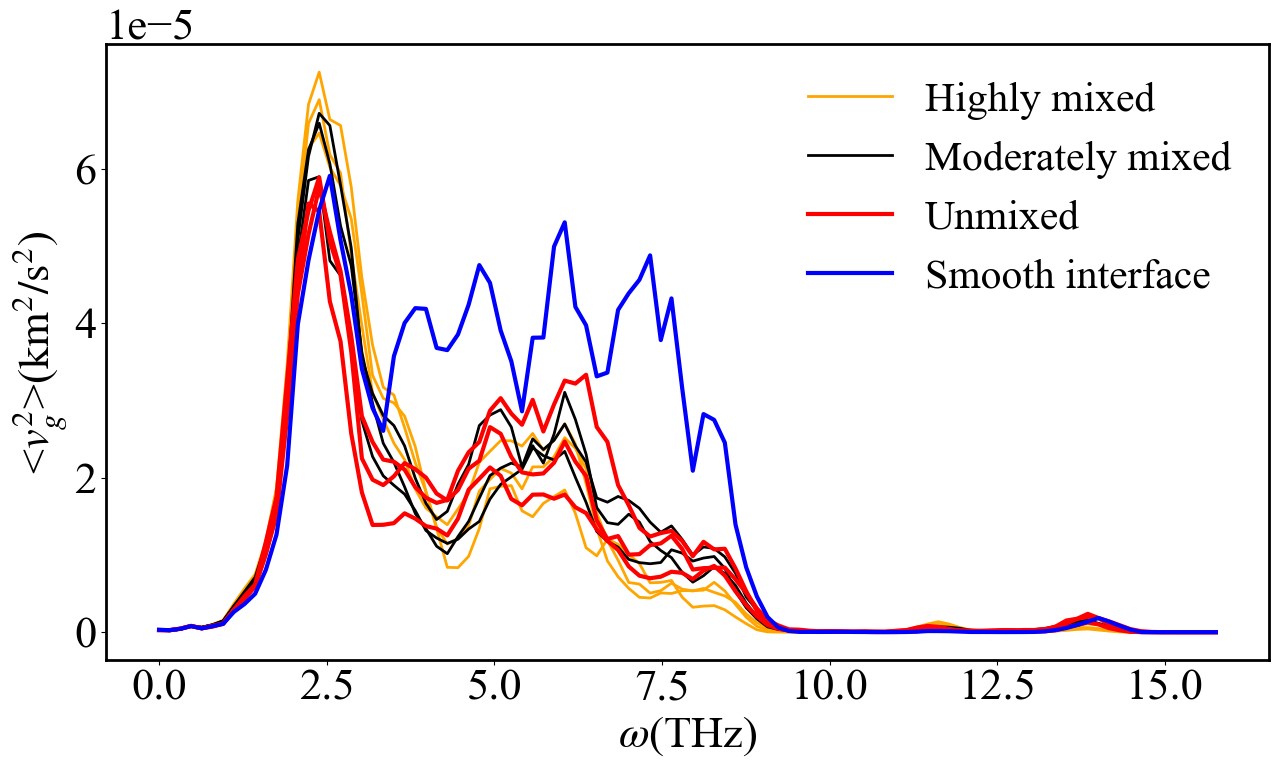 1e−5
<v_g^2>(km^2/s^2)
6
4
2
0
Highly mixed
Moderately mixed
Unmixed
Smooth interface
0.0 2.5 5.0 7.5 10.0 12.5 15.0
ω(THz)